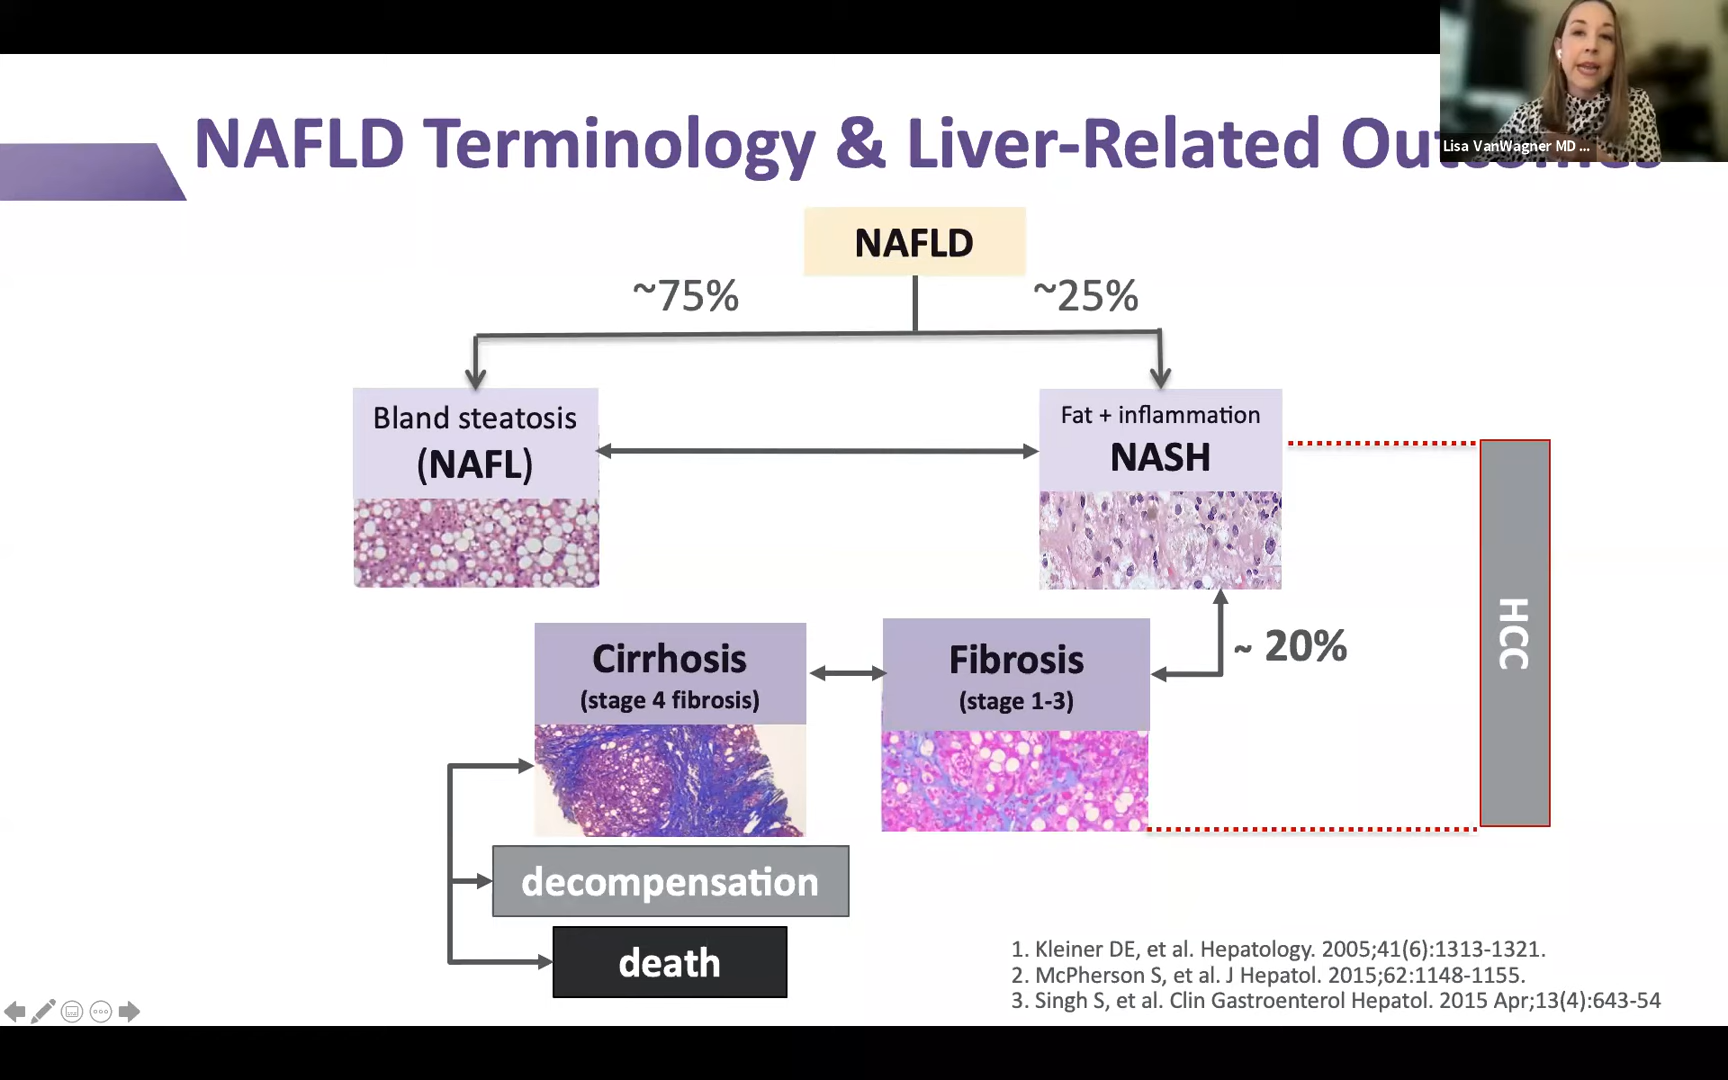 NAFLD Terminology & Liver-Related
Lisa VanWagner MD ...
NAFLD
~75%
~25%
Bland steatosis
(NAFL)
Fat + inflammation
NASH
HCC
~ 20%
Cirrhosis
(stage 4 fibrosis)
Fibrosis
(stage 1-3)
decompensation
death
1. Kleiner DE, et al. Hepatology. 2005;41(6):1313-1321.
2. McPherson S, et al. J Hepatol. 2015;62:1148-1155.
3. Singh S, et al. Clin Gastroenterol Hepatol. 2015 Apr;13(4):643-54